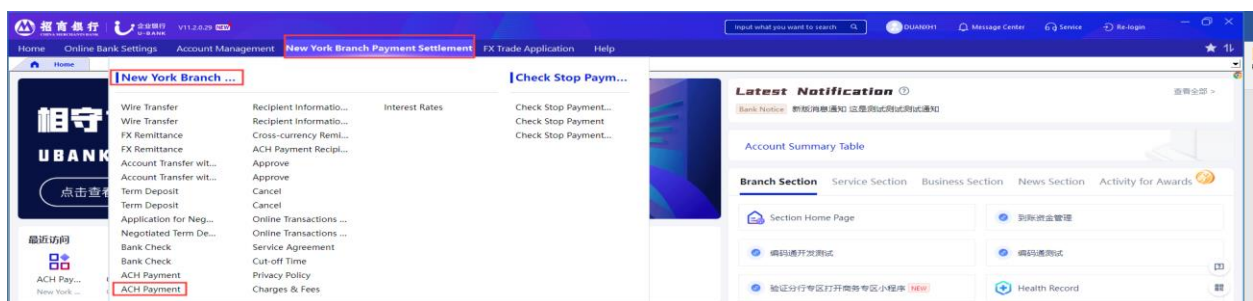 招商银行 CHINA MERCHANTS BANK 企业银行 U-BANK V11.2.0.29 NEW Input what you want to search DUANXH1 Message Center Service Re-login
Home Online Bank Settings Account Management New York Branch Payment Settlement FX Trade Application Help
Home
New York Branch ... Check Stop Paym...
Wire Transfer Recipient Informatio... Interest Rates Check Stop Payment...
Wire Transfer Recipient Informatio... Check Stop Payment
FX Remittance Cross-currency Remi... Check Stop Payment...
FX Remittance ACH Payment Recipi...
Account Transfer wit... Approve
Account Transfer wit... Approve
Term Deposit Cancel
Term Deposit Cancel
Application for Neg... Online Transactions ...
Negotiated Term De... Online Transactions ...
Bank Check Service Agreement
Bank Check Cut-off Time
ACH Payment Privacy Policy
ACH Payment Charges & Fees
相守
UBANK
点击查看
最近访问
ACH Pay...
New York ...
Latest Notification 查看全部 >
Bank Notice 新版消息通知 这是测试测试测试通知
Account Summary Table
Branch Section Service Section Business Section News Section Activity for Awards
Section Home Page 到账资金管理
编码通开发测试 编码通测试
验证分行专区打开商务专区小程序 NEW Health Record